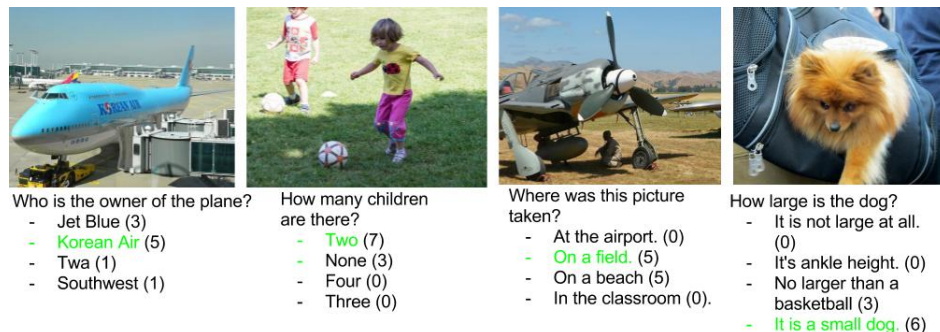 KOREAN AIR
Who is the owner of the plane?
- Jet Blue (3)
- Korean Air (5)
- Twa (1)
- Southwest (1)
How many children
are there?
- Two (7)
- None (3)
- Four (0)
- Three (0)
Where was this picture
taken?
- At the airport. (0)
- On a field. (5)
- On a beach (5)
- In the classroom (0).
How large is the dog?
- It is not large at all.
(0)
- It's ankle height. (0)
- No larger than a
basketball (3)
- It is a small dog. (6)